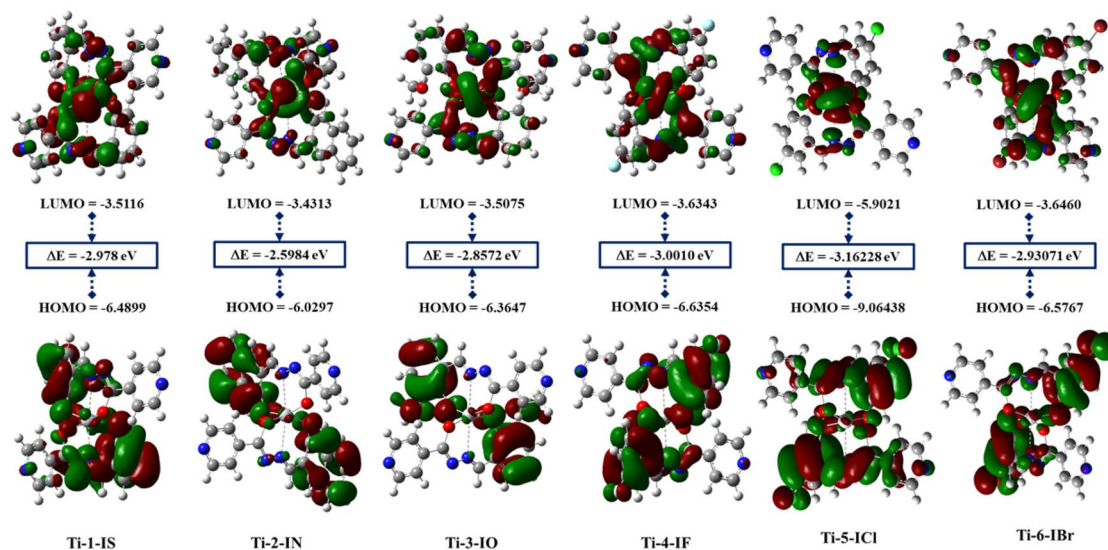 LUMO = -3.5116 LUMO = -3.4313 LUMO = -3.5075 LUMO = -3.6343 LUMO = -5.9021 LUMO = -3.6460
ΔE = -2.978 eV ΔE = -2.5984 eV ΔE = -2.8572 eV ΔE = -3.0010 eV ΔE = -3.16228 eV ΔE = -2.93071 eV
HOMO = -6.4899 HOMO = -6.0297 HOMO = -6.3647 HOMO = -6.6354 HOMO = -9.06438 HOMO = -6.5767
Ti-1-IS Ti-2-IN Ti-3-IO Ti-4-IF Ti-5-ICl Ti-6-IBr